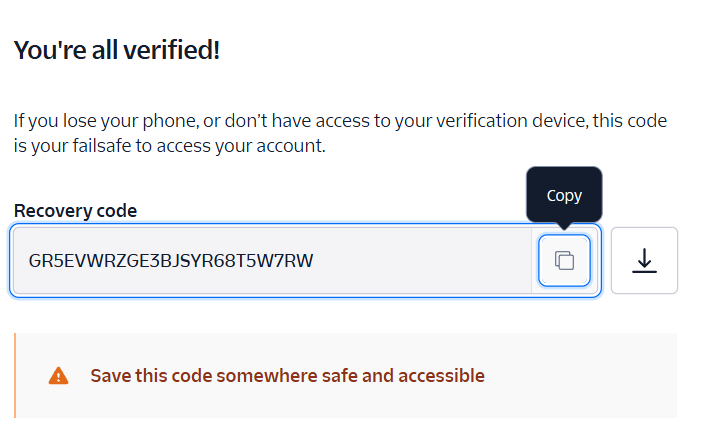 You're all verified!
If you lose your phone, or don’t have access to your verification device, this code
is your failsafe to access your account.
Copy
Recovery code
GR5EVWRZGE3BJSYR68T5W7RW
Save this code somewhere safe and accessible